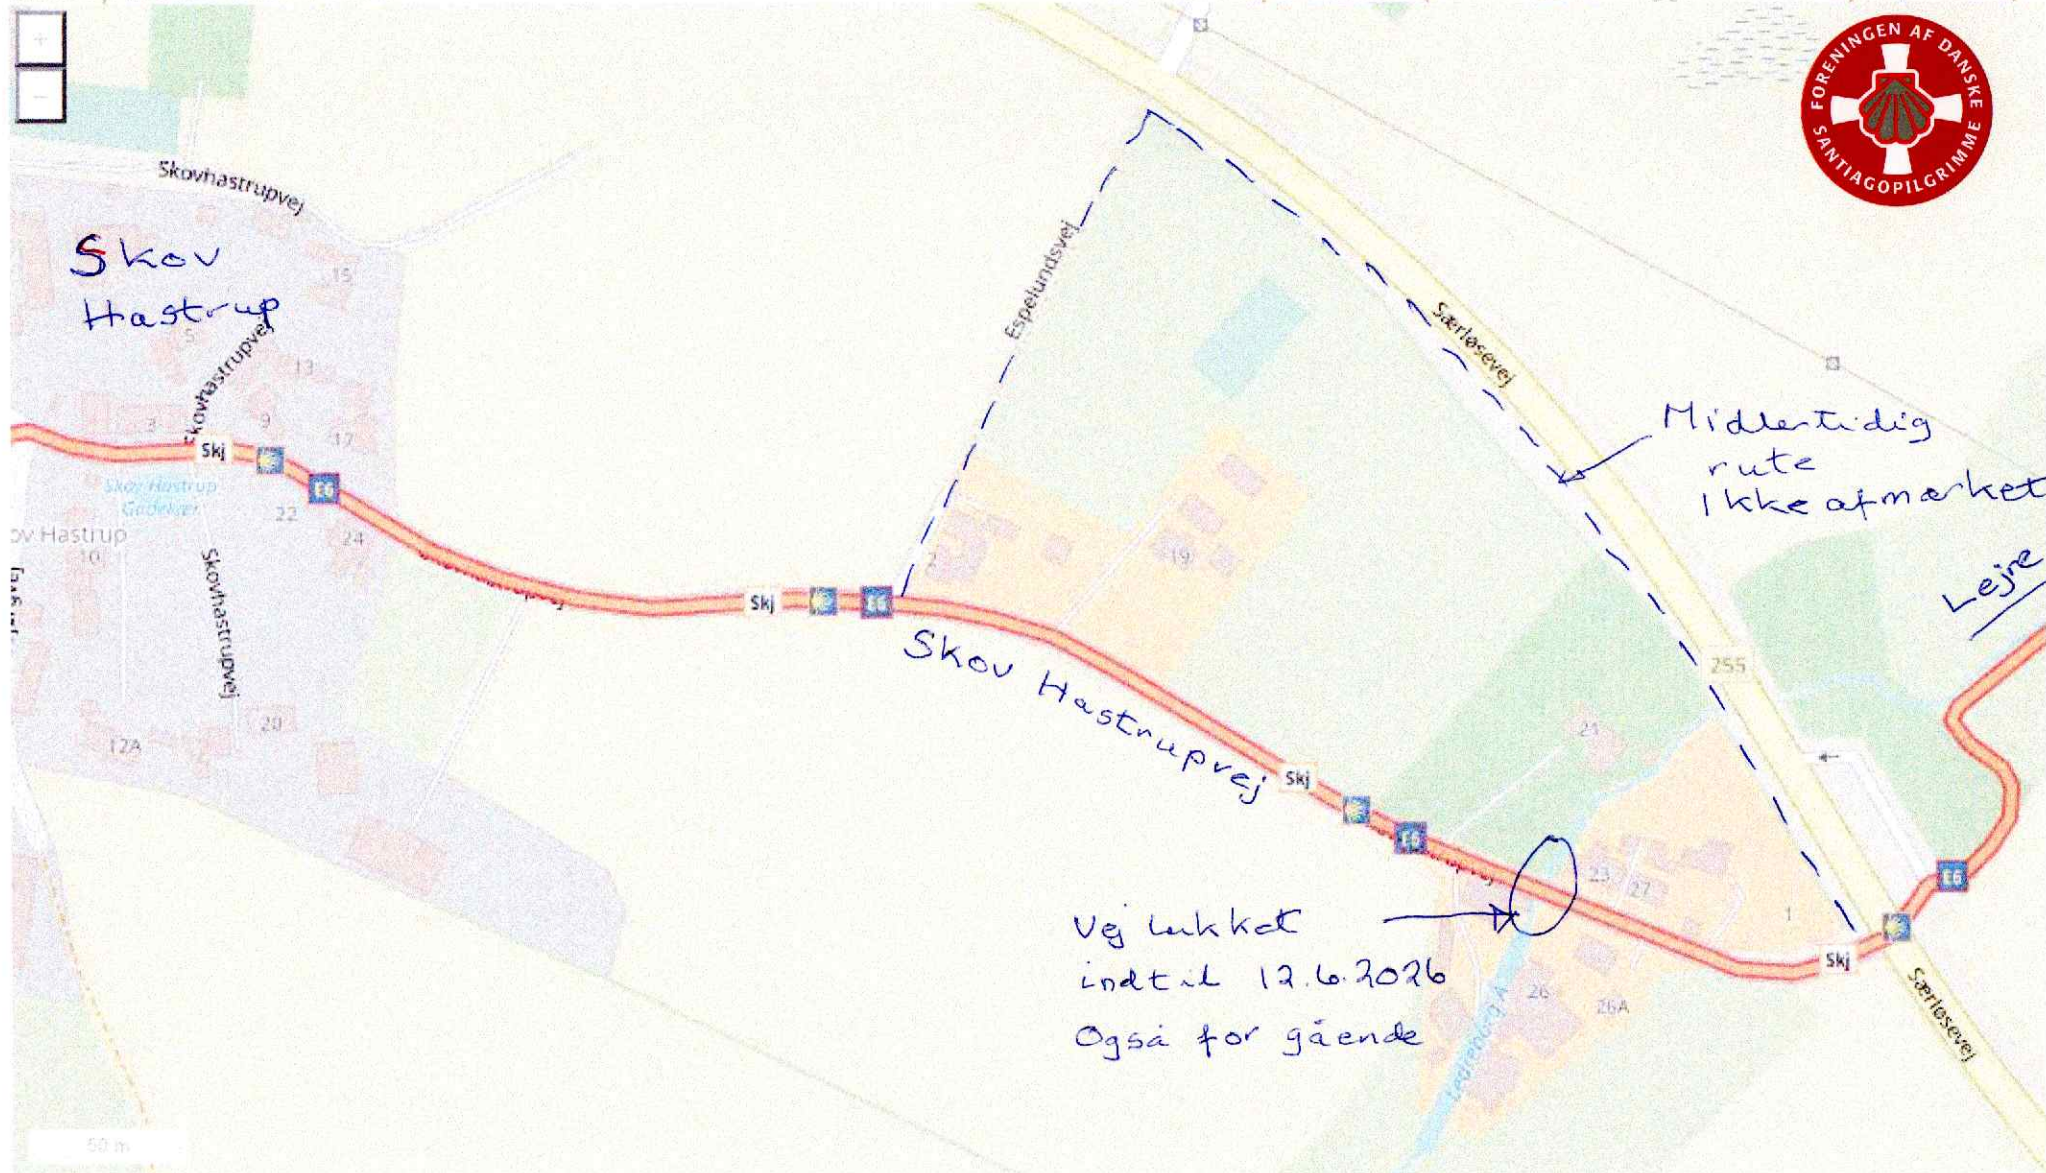 +
−
FORENINGEN AF DANSKE
SANTIAGOPILGRIMME
Skovhastrupvej
Skov
Hastrup
15
5
Skovhastrupvej
13
3
9
17
Skj
E6
Skov Hastrup
Gadekær
22
24
ov Hastrup
10
Skovhastrupvej
20
12A
Espelundsvej
Særløsevej
Midlertidig
rute
Ikke afmærket
Lejre
2
19
Skj
E6
Skov Hastrupvej
255
21
Skj
E6
23
27
1
E6
Skj
Vej lukket
indtil 12.6.2026
Også for gående
26
26A
Ledreborg Å
Særløsevej
50 m